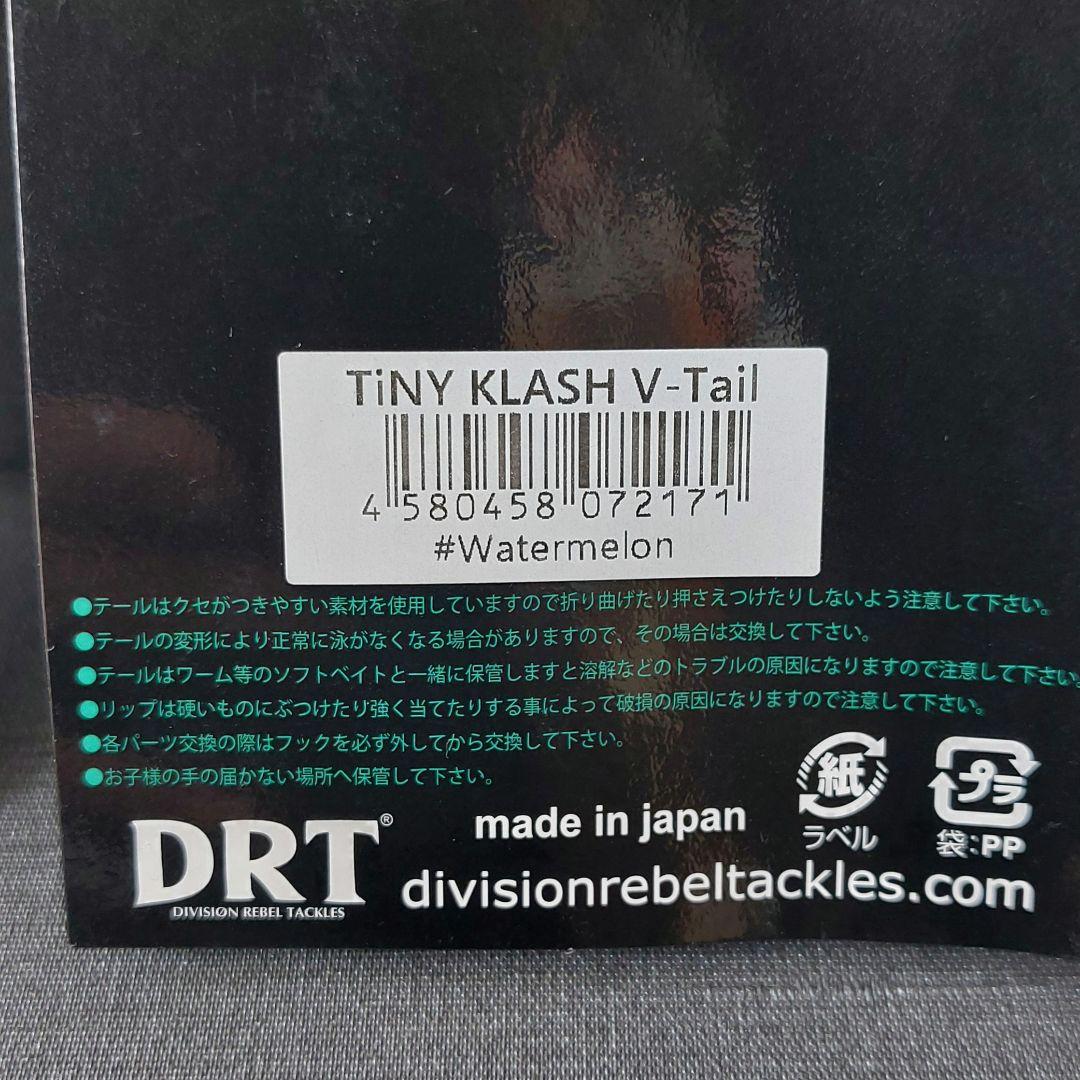 TiNY KLASH V-Tail
4 580458 072171
#Watermelon
●テールはクセがつきやすい素材を使用していますので折り曲げたり押さえつけたりしないよう注意して下さい。
●テールの変形により正常に泳がなくなる場合がありますので、その場合は交換して下さい。
●テールはワーム等のソフトベイトと一緒に保管しますと溶解などのトラブルの原因になりますので注意して下さい。
●リップは硬いものにぶつけたり強く当てたりする事によって破損の原因になりますので注意して下さい。
●各パーツ交換の際はフックを必ず外してから交換して下さい。
●お子様の手の届かない場所へ保管して下さい。
紙
ラベル
プラ
袋:PP
DRT®
DIVISIØN REBEL TACKLES
made in japan
divisionrebeltackles.com